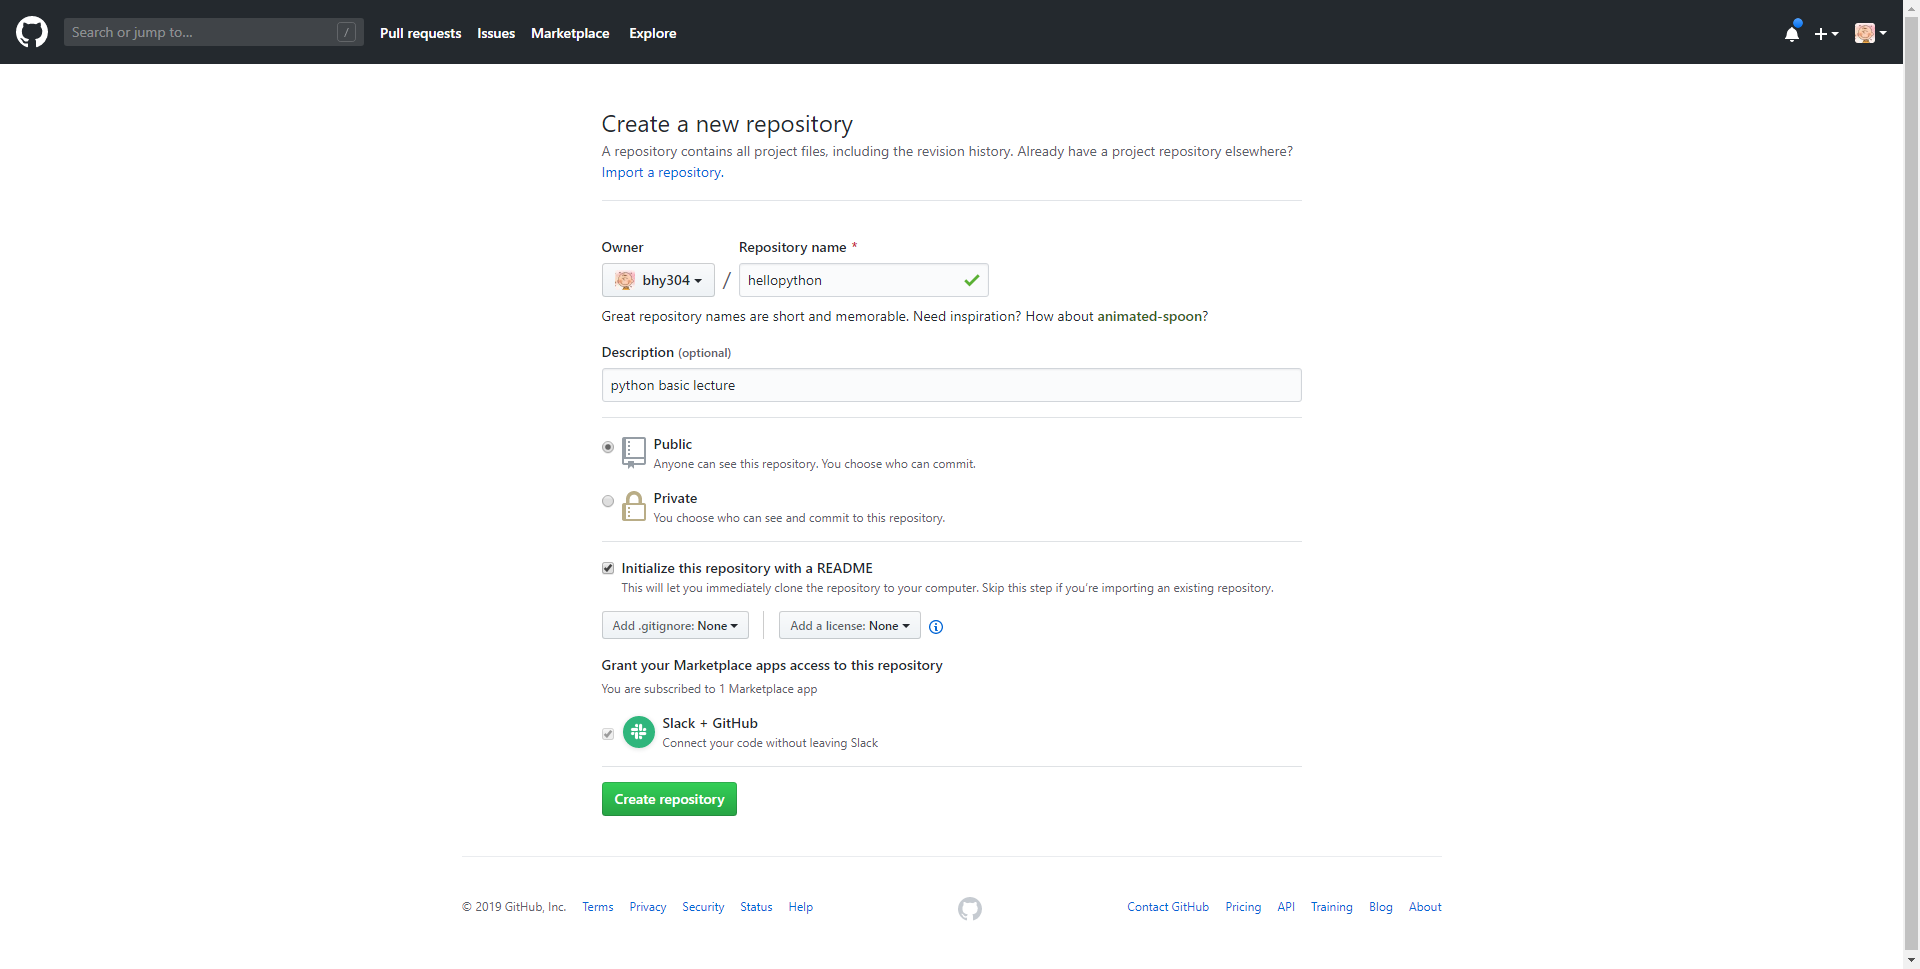 Search or jump to... /
Pull requests Issues Marketplace Explore
Create a new repository
A repository contains all project files, including the revision history. Already have a project repository elsewhere?
Import a repository.
Owner Repository name *
bhy304 / hellopython
Great repository names are short and memorable. Need inspiration? How about animated-spoon?
Description (optional)
python basic lecture
Public
Anyone can see this repository. You choose who can commit.
Private
You choose who can see and commit to this repository.
Initialize this repository with a README
This will let you immediately clone the repository to your computer. Skip this step if you’re importing an existing repository.
Add .gitignore: None Add a license: None
Grant your Marketplace apps access to this repository
You are subscribed to 1 Marketplace app
Slack + GitHub
Connect your code without leaving Slack
Create repository
© 2019 GitHub, Inc. Terms Privacy Security Status Help Contact GitHub Pricing API Training Blog About